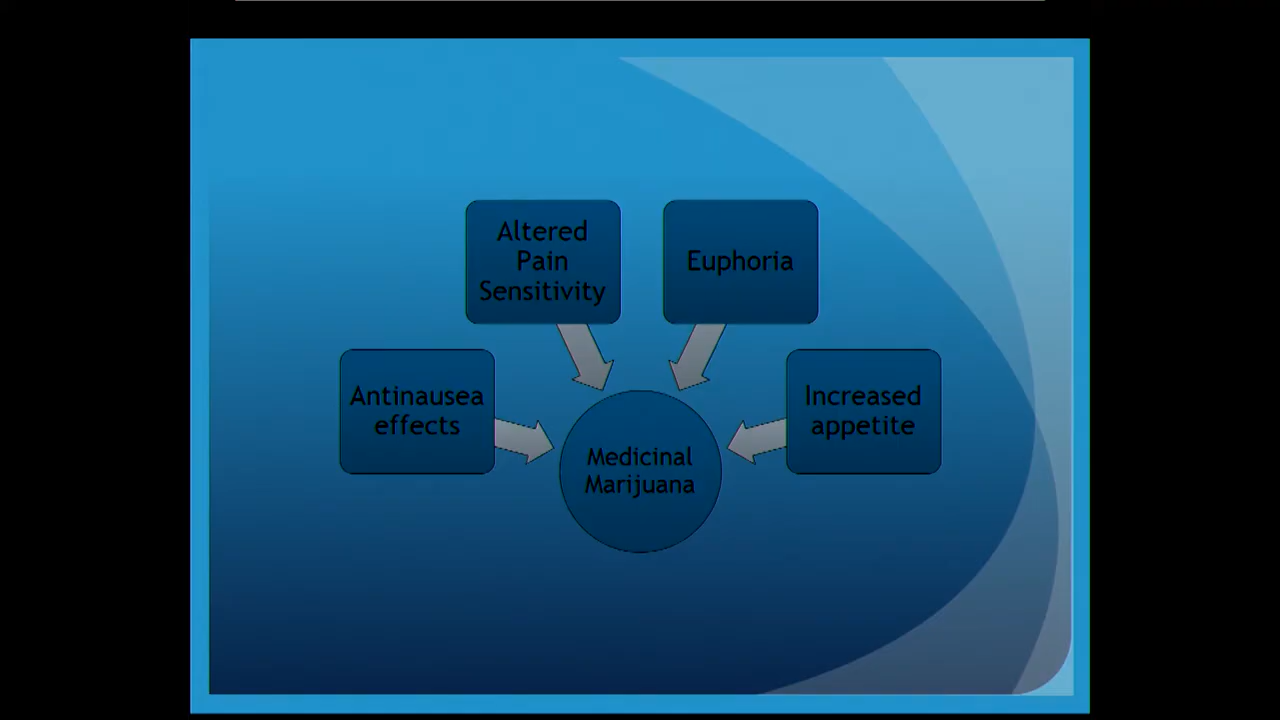 Altered
Pain
Sensitivity
Euphoria
Antinausea
effects
Increased
appetite
Medicinal
Marijuana